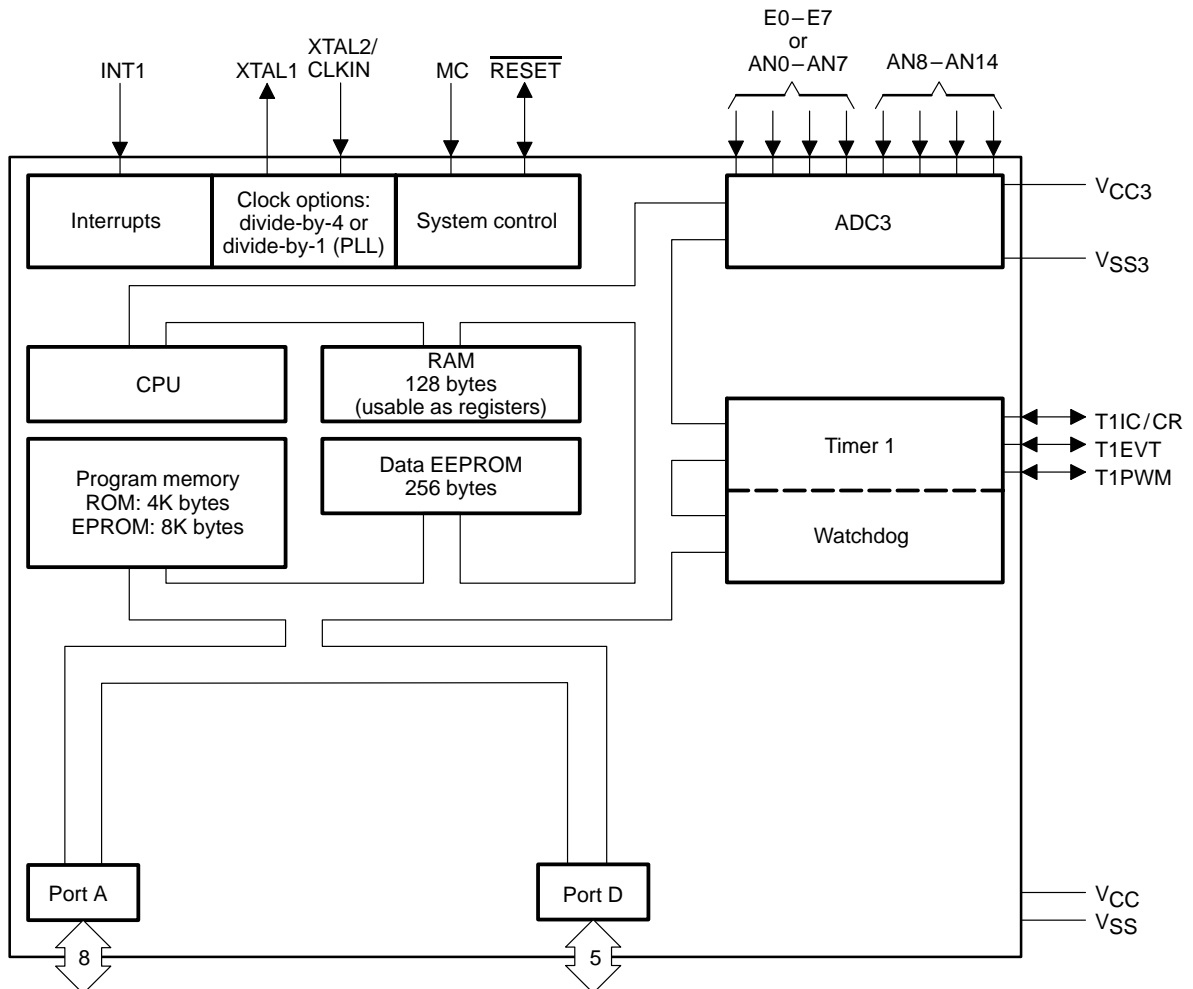 E0–E7
or
AN0–AN7
AN8–AN14
INT1
XTAL1
XTAL2/
CLKIN
MC
RESET
Interrupts
Clock options:
divide-by-4 or
divide-by-1 (PLL)
System control
ADC3
VCC3
VSS3
CPU
RAM
128 bytes
(usable as registers)
Program memory
ROM: 4K bytes
EPROM: 8K bytes
Data EEPROM
256 bytes
Timer 1
Watchdog
T1IC/CR
T1EVT
T1PWM
Port A
8
Port D
5
VCC
VSS